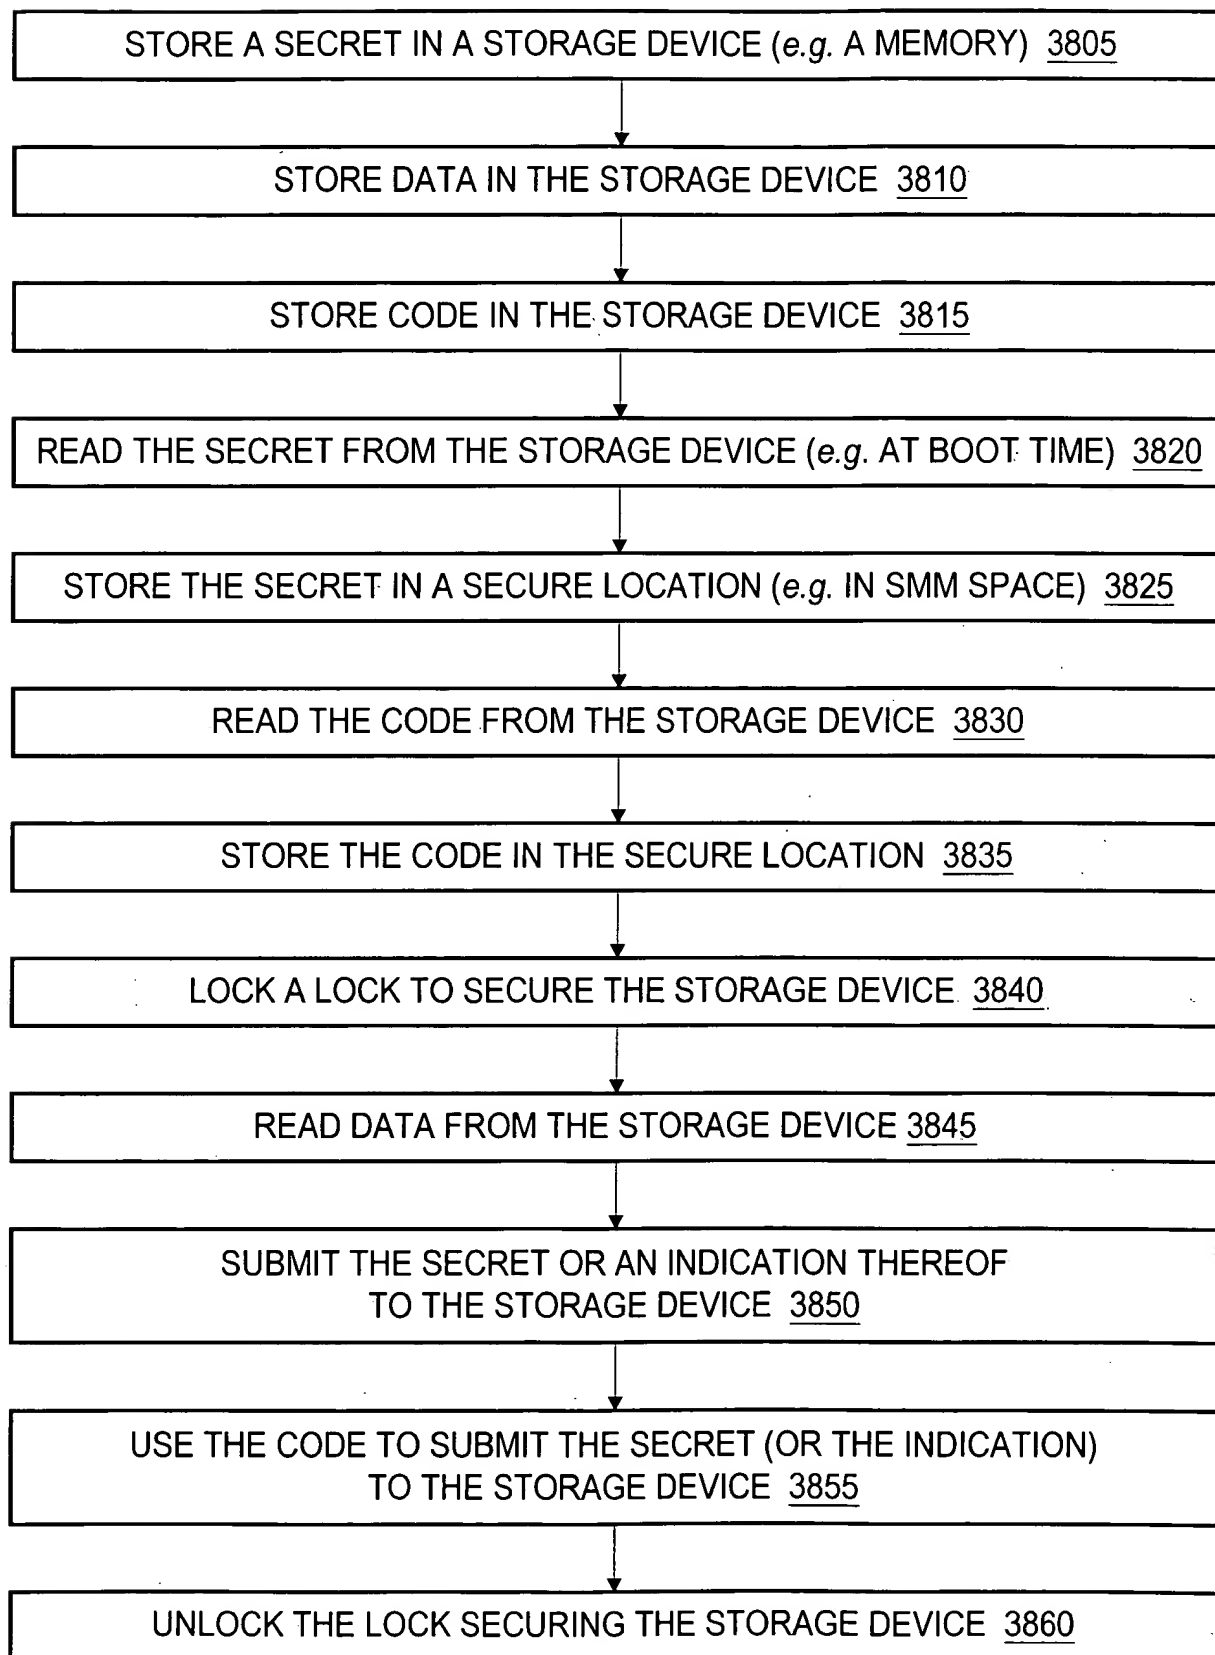 STORE A SECRET IN A STORAGE DEVICE (e.g. A MEMORY) 3805
STORE DATA IN THE STORAGE DEVICE 3810
STORE CODE IN THE STORAGE DEVICE 3815
READ THE SECRET FROM THE STORAGE DEVICE (e.g. AT BOOT TIME) 3820
STORE THE SECRET IN A SECURE LOCATION (e.g. IN SMM SPACE) 3825
READ THE CODE FROM THE STORAGE DEVICE 3830
STORE THE CODE IN THE SECURE LOCATION 3835
LOCK A LOCK TO SECURE THE STORAGE DEVICE 3840
READ DATA FROM THE STORAGE DEVICE 3845
SUBMIT THE SECRET OR AN INDICATION THEREOF
TO THE STORAGE DEVICE 3850
USE THE CODE TO SUBMIT THE SECRET (OR THE INDICATION)
TO THE STORAGE DEVICE 3855
UNLOCK THE LOCK SECURING THE STORAGE DEVICE 3860